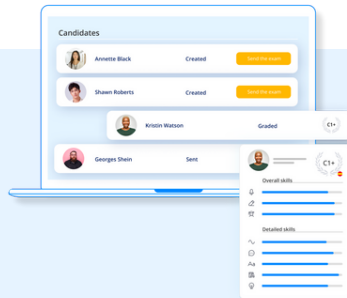 Candidates
Annette Black Created Send the exam
Shawn Roberts Created Send the exam
Kristin Watson Graded C1+
Georges Shein Sent
C1+
Overall skills
Detailed skills
Aa